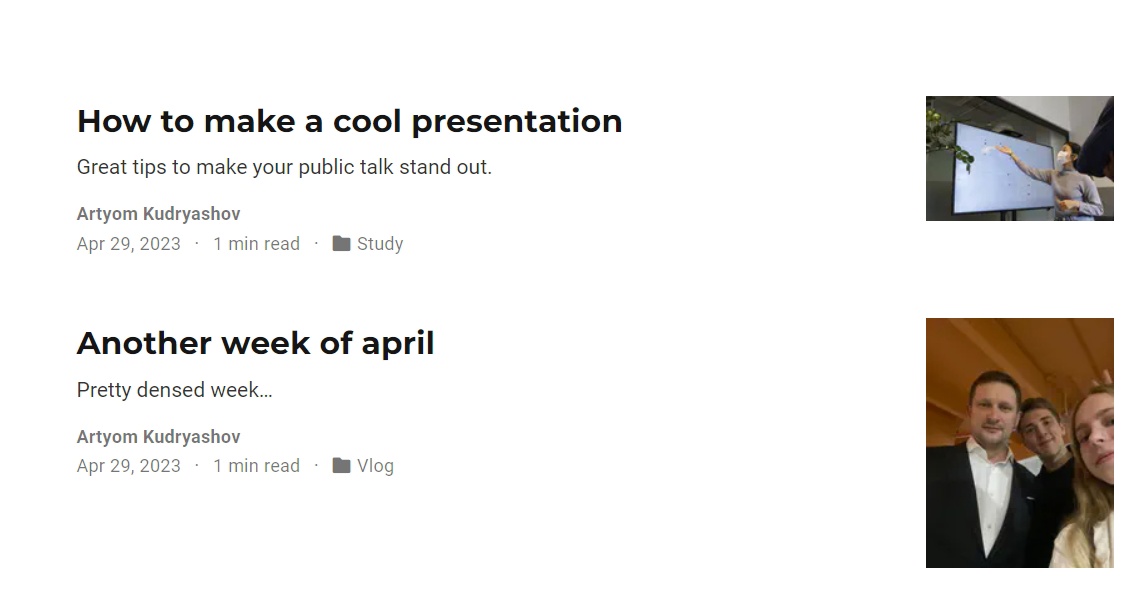 How to make a cool presentation
Great tips to make your public talk stand out.
Artyom Kudryashov
Apr 29, 2023 · 1 min read · Study
Another week of april
Pretty densed week…
Artyom Kudryashov
Apr 29, 2023 · 1 min read · Vlog